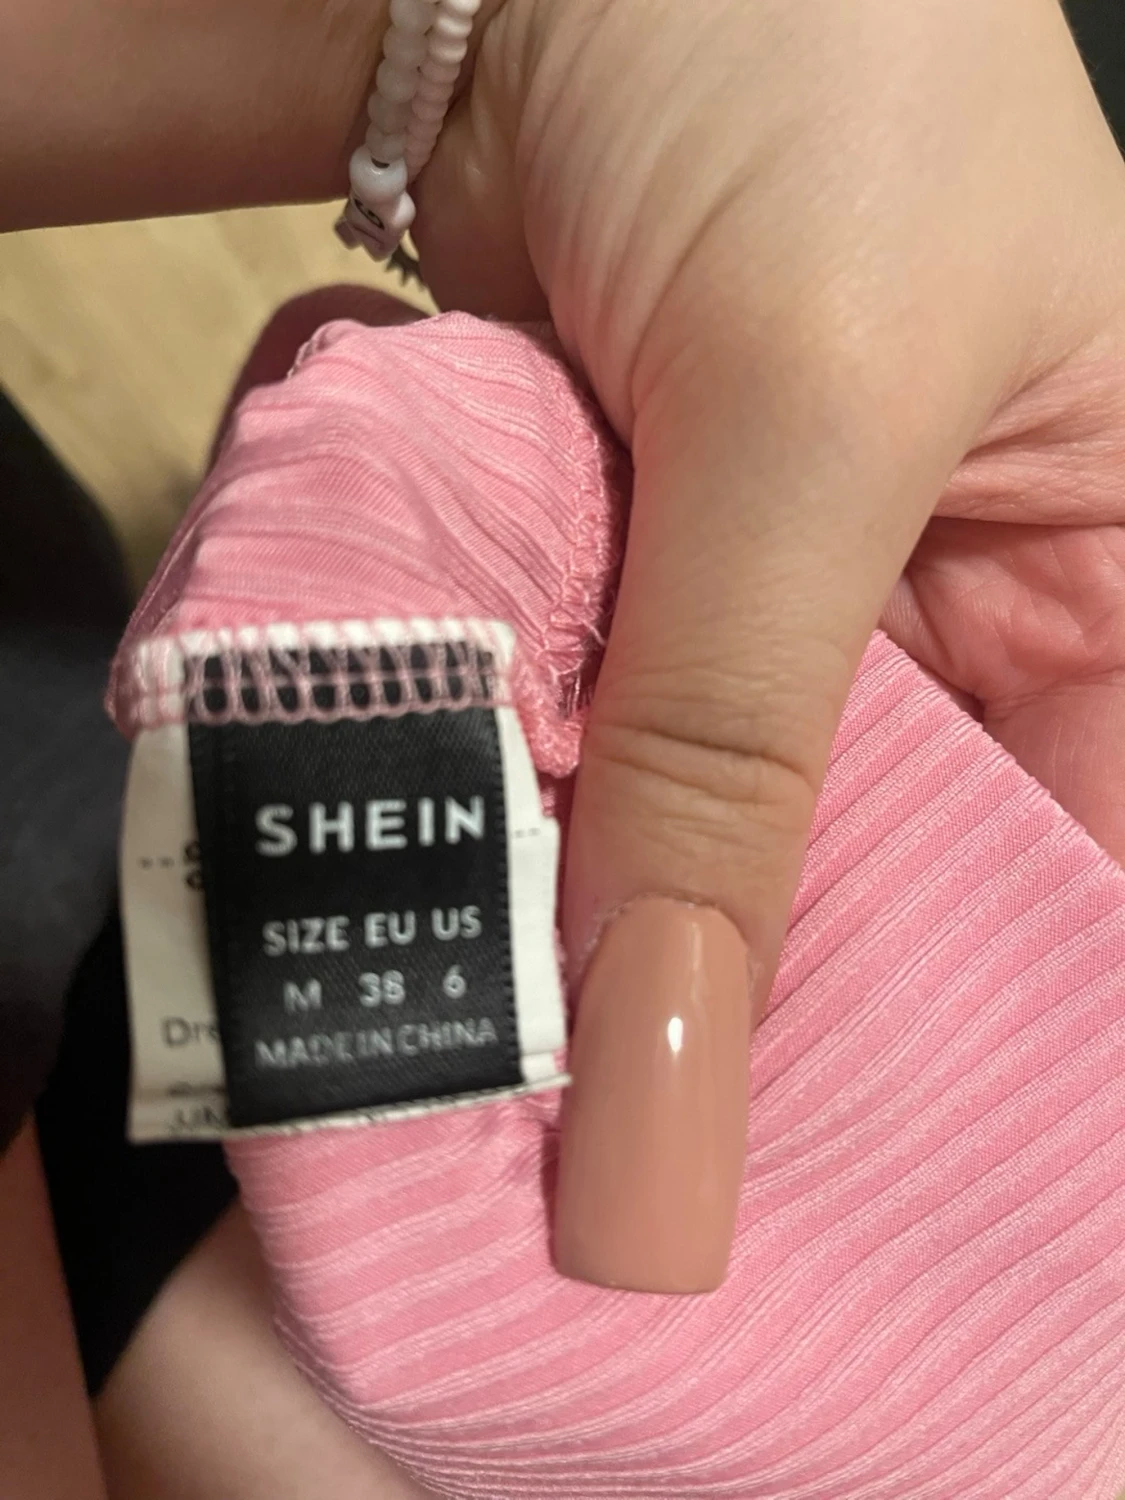 SHEIN
SIZE EU US
M 38 6
MADE IN CHINA